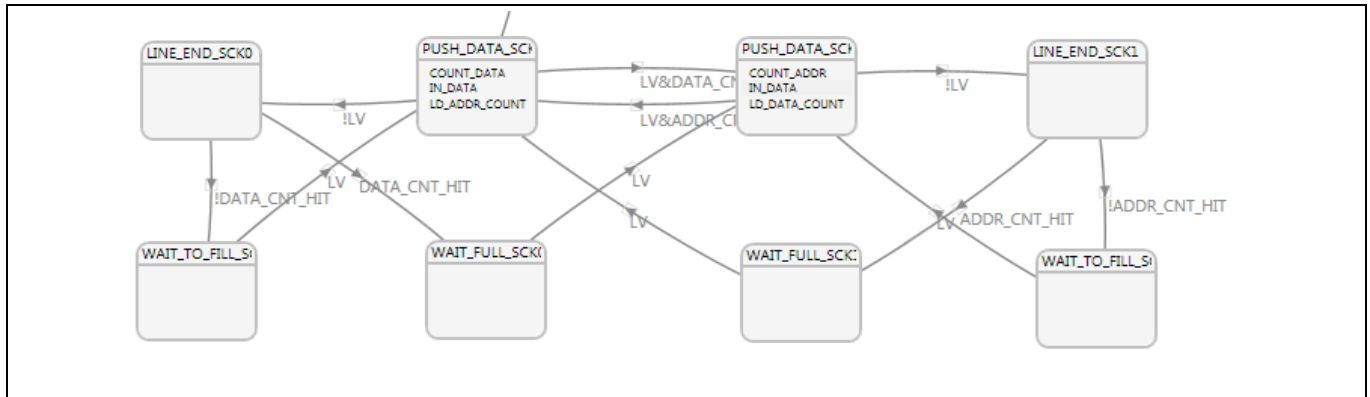 LINE_END_SCK0
PUSH_DATA_SCK
COUNT_DATA
IN_DATA
LD_ADDR_COUNT
PUSH_DATA_SCK
COUNT_ADDR
IN_DATA
LD_DATA_COUNT
LINE_END_SCK1
LV&DATA_CN
LV&ADDR_C
!LV
!LV
!DATA_CNT_HIT
LV
DATA_CNT_HIT
LV
LV
LV
ADDR_CNT_HIT
!ADDR_CNT_HIT
WAIT_TO_FILL_S
WAIT_FULL_SCK
WAIT_FULL_SCK
WAIT_TO_FILL_S